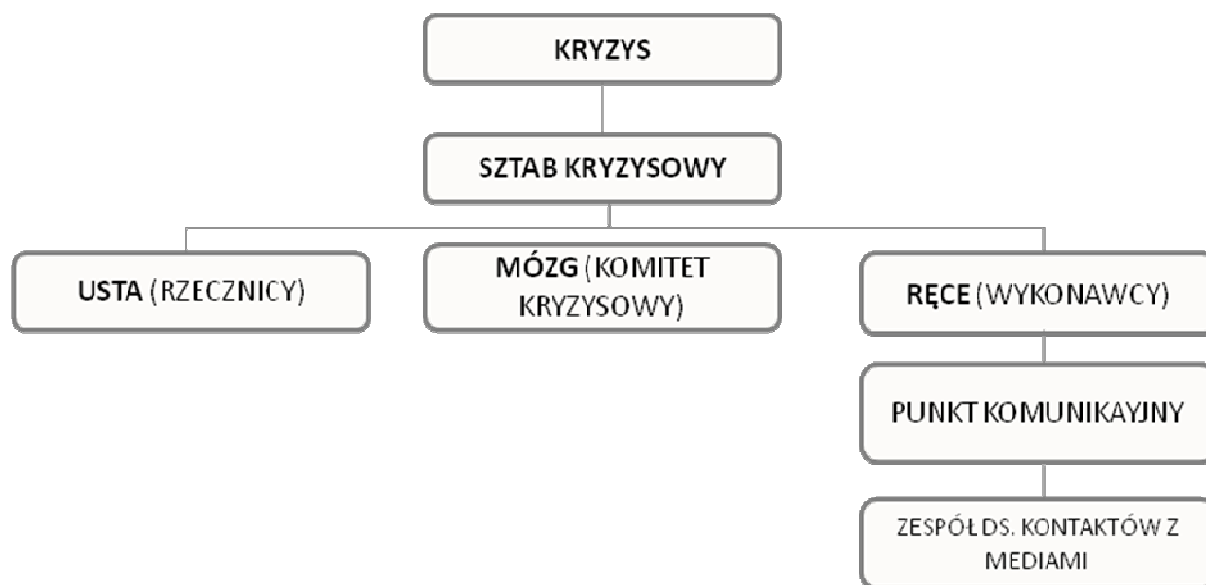 KRYZYS
SZTAB KRYZYSOWY
USTA (RZECZNICY)
MÓZG (KOMITET
KRYZYSOWY)
RĘCE (WYKONAWCY)
PUNKT KOMUNIKAYJNY
ZESPÓŁ DS. KONTAKTÓW Z
MEDIAMI